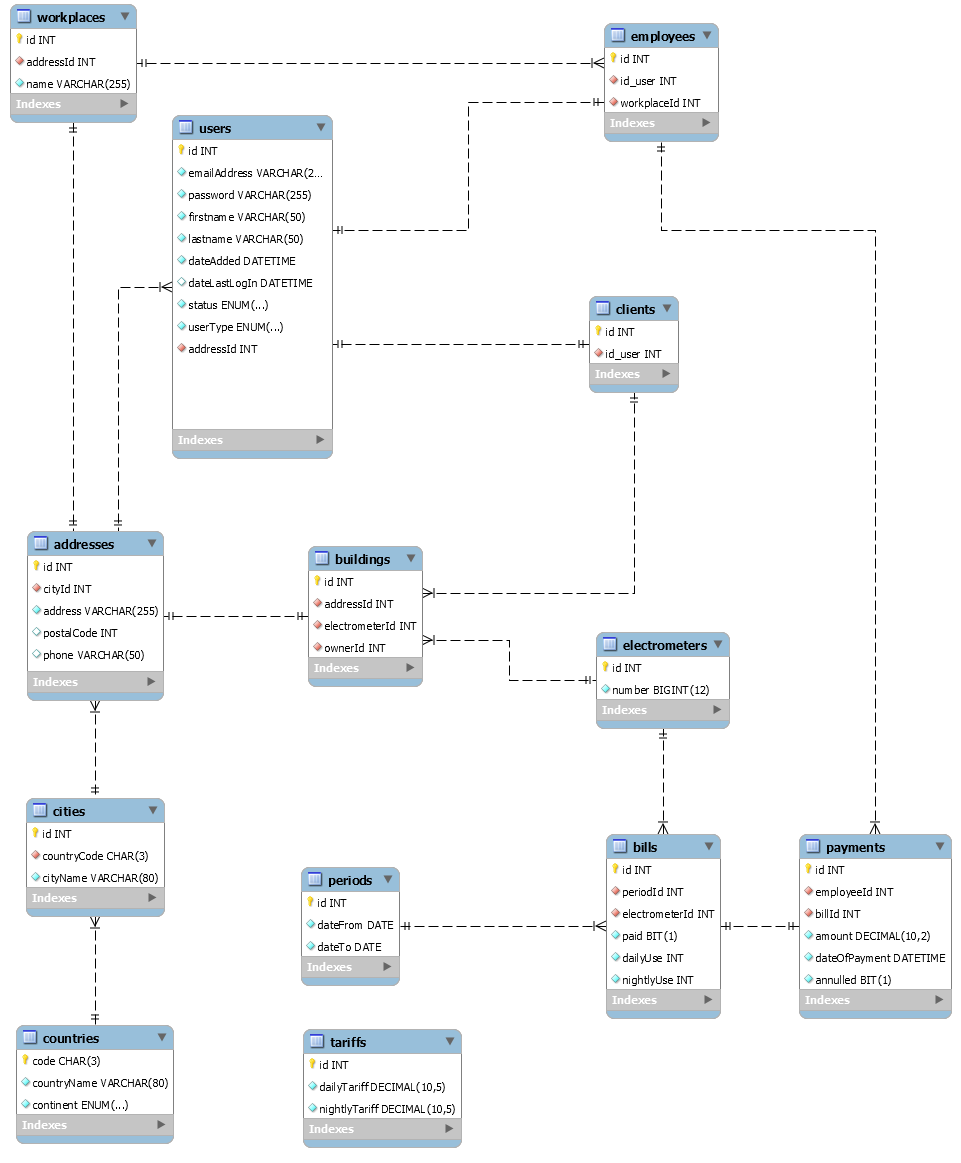 workplaces
id INT
addressId INT
name VARCHAR(255)
Indexes
employees
id INT
id_user INT
workplaceId INT
Indexes
users
id INT
emailAddress VARCHAR(2...
password VARCHAR(255)
firstname VARCHAR(50)
lastname VARCHAR(50)
dateAdded DATETIME
dateLastLogIn DATETIME
status ENUM(...)
userType ENUM(...)
addressId INT
Indexes
clients
id INT
id_user INT
Indexes
addresses
id INT
cityId INT
address VARCHAR(255)
postalCode INT
phone VARCHAR(50)
Indexes
buildings
id INT
addressId INT
electrometerId INT
ownerId INT
Indexes
electrometers
id INT
number BIGINT(12)
Indexes
cities
id INT
countryCode CHAR(3)
cityName VARCHAR(80)
Indexes
periods
id INT
dateFrom DATE
dateTo DATE
Indexes
bills
id INT
periodId INT
electrometerId INT
paid BIT(1)
dailyUse INT
nightlyUse INT
Indexes
payments
id INT
employeeId INT
billId INT
amount DECIMAL(10,2)
dateOfPayment DATETIME
annulled BIT(1)
Indexes
countries
code CHAR(3)
countryName VARCHAR(80)
continent ENUM(...)
Indexes
tariffs
id INT
dailyTariff DECIMAL(10,5)
nightlyTariff DECIMAL(10,5)
Indexes